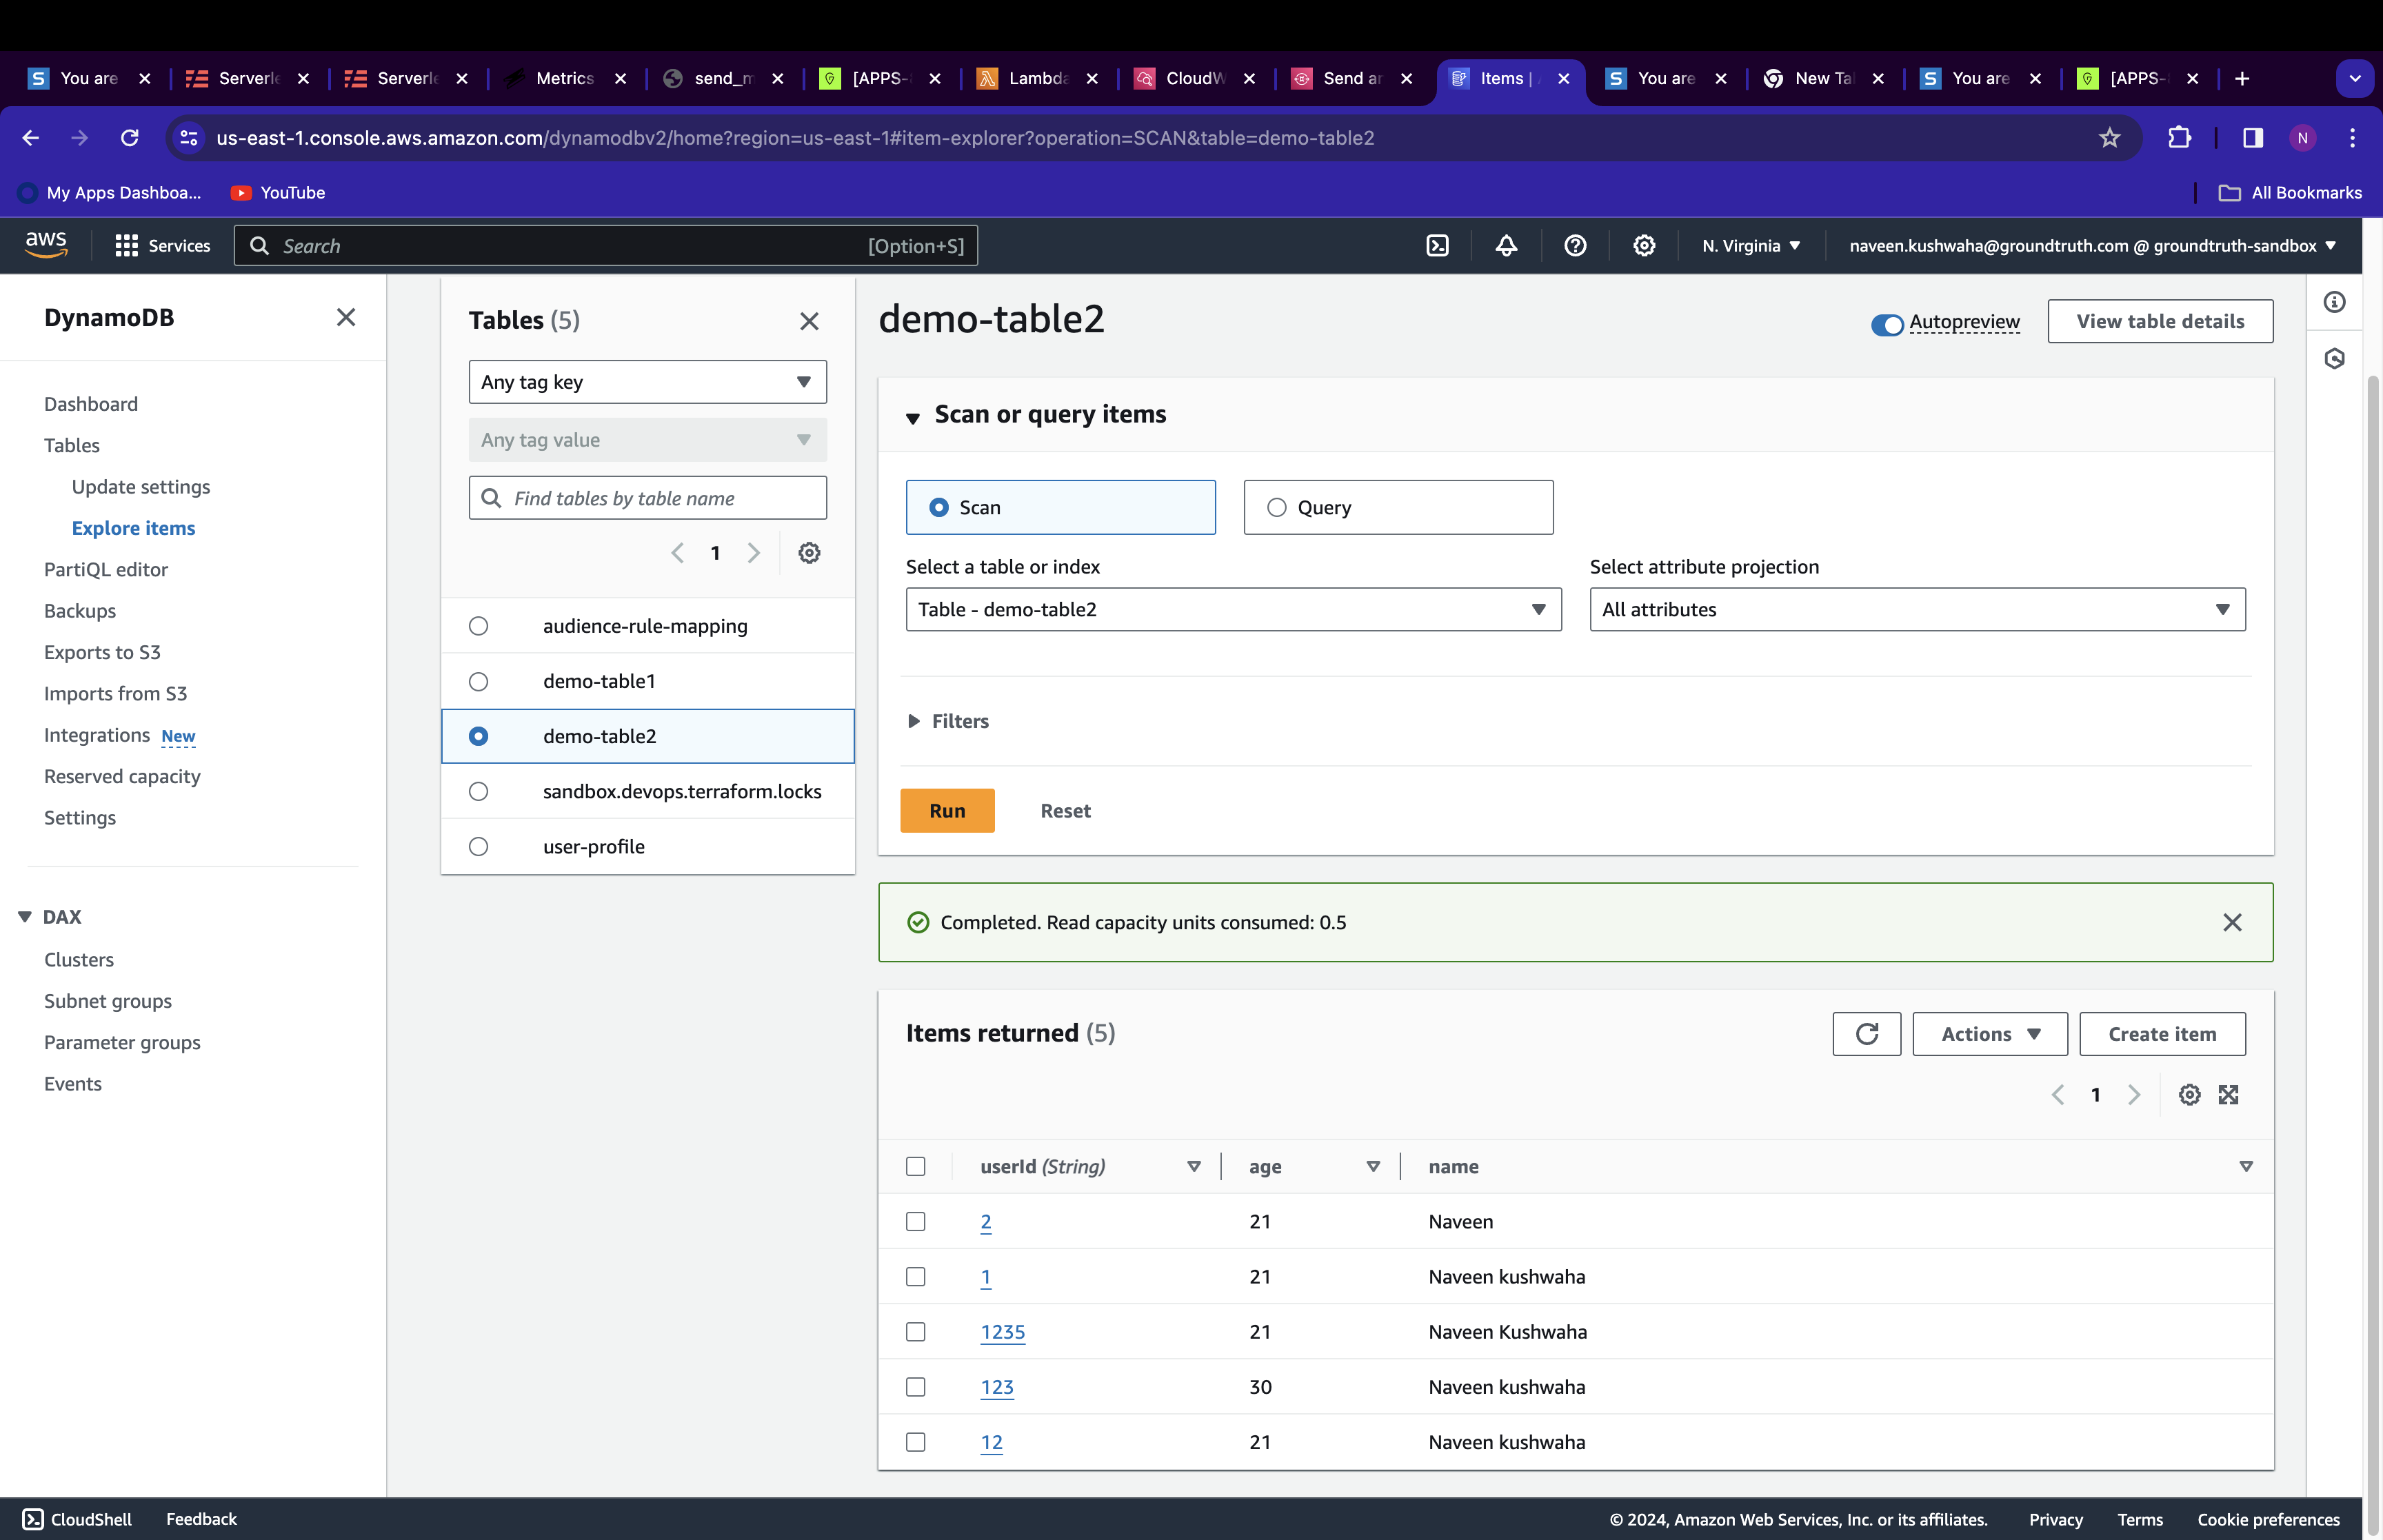 You are
Serverle
Serverle
Metrics
send_m
[APPS-
Lambda
CloudW
Send an
Items |
You are
New Tab
You are
[APPS-
us-east-1.console.aws.amazon.com/dynamodbv2/home?region=us-east-1#item-explorer?operation=SCAN&table=demo-table2
N
My Apps Dashboa...
YouTube
All Bookmarks
aws
Services
Search
[Option+S]
N. Virginia
naveen.kushwaha@groundtruth.com @ groundtruth-sandbox
DynamoDB
Dashboard
Tables
Update settings
Explore items
PartiQL editor
Backups
Exports to S3
Imports from S3
Integrations New
Reserved capacity
Settings
DAX
Clusters
Subnet groups
Parameter groups
Events
Tables (5)
Any tag key
Any tag value
Find tables by table name
1
audience-rule-mapping
demo-table1
demo-table2
sandbox.devops.terraform.locks
user-profile
demo-table2
Autopreview
View table details
Scan or query items
Scan
Query
Select a table or index
Table - demo-table2
Select attribute projection
All attributes
Filters
Run
Reset
Completed. Read capacity units consumed: 0.5
Items returned (5)
Actions
Create item
1
userId (String) age name
2 21 Naveen
1 21 Naveen kushwaha
1235 21 Naveen Kushwaha
123 30 Naveen kushwaha
12 21 Naveen kushwaha
CloudShell
Feedback
© 2024, Amazon Web Services, Inc. or its affiliates.
Privacy
Terms
Cookie preferences